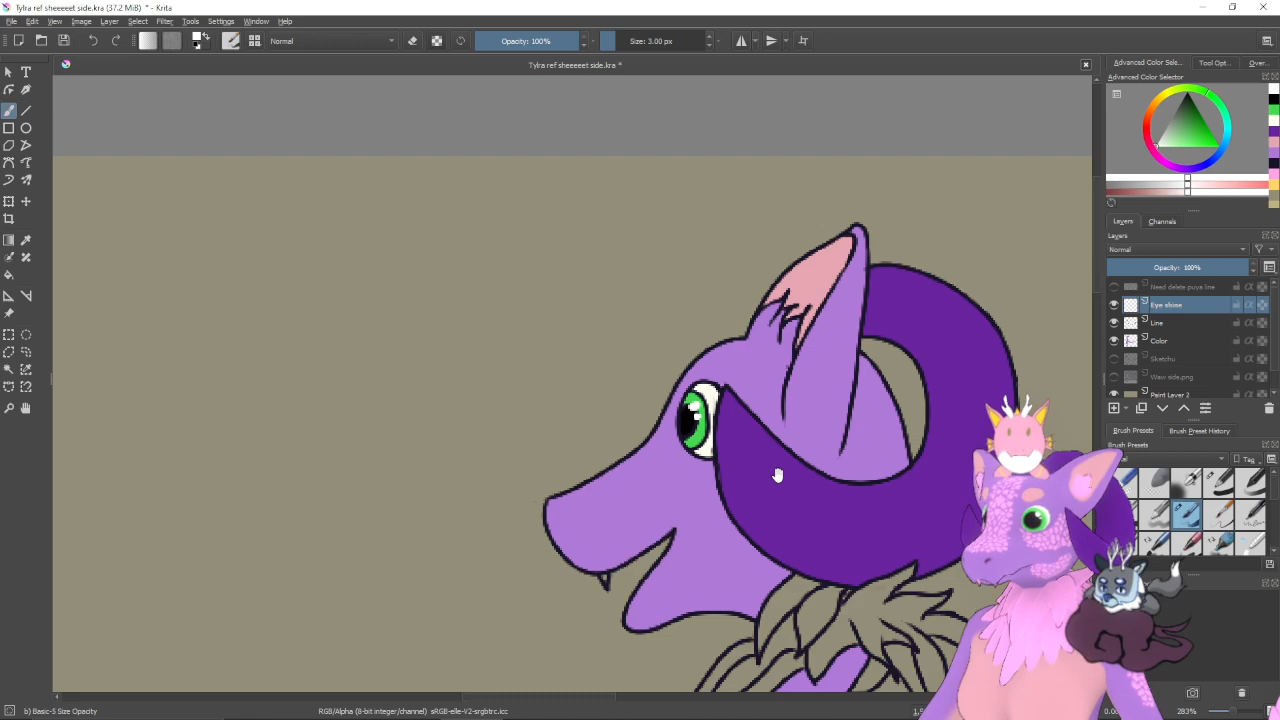 Tylra ref sheeeeet side.kra (37.2 MiB) * - Krita
File Edit View Image Layer Select Filter Tools Settings Window Help
Normal Opacity: 100% Size: 3.00 px
Tylra ref sheeeeet side.kra *
Advanced Color Sele... Tool Opt... Over...
Advanced Color Selector
Layers Channels
Layers
Normal
Opacity: 100%
Need delete puya line
Eye shine
Line
Color
Sketchu
Waw side.png
Paint Layer 2
Brush Presets Brush Preset History
Brush Presets
Tag
b) Basic-5 Size Opacity
RGB/Alpha (8-bit integer/channel) sRGB-elle-V2-srgbtrc.icc
283%